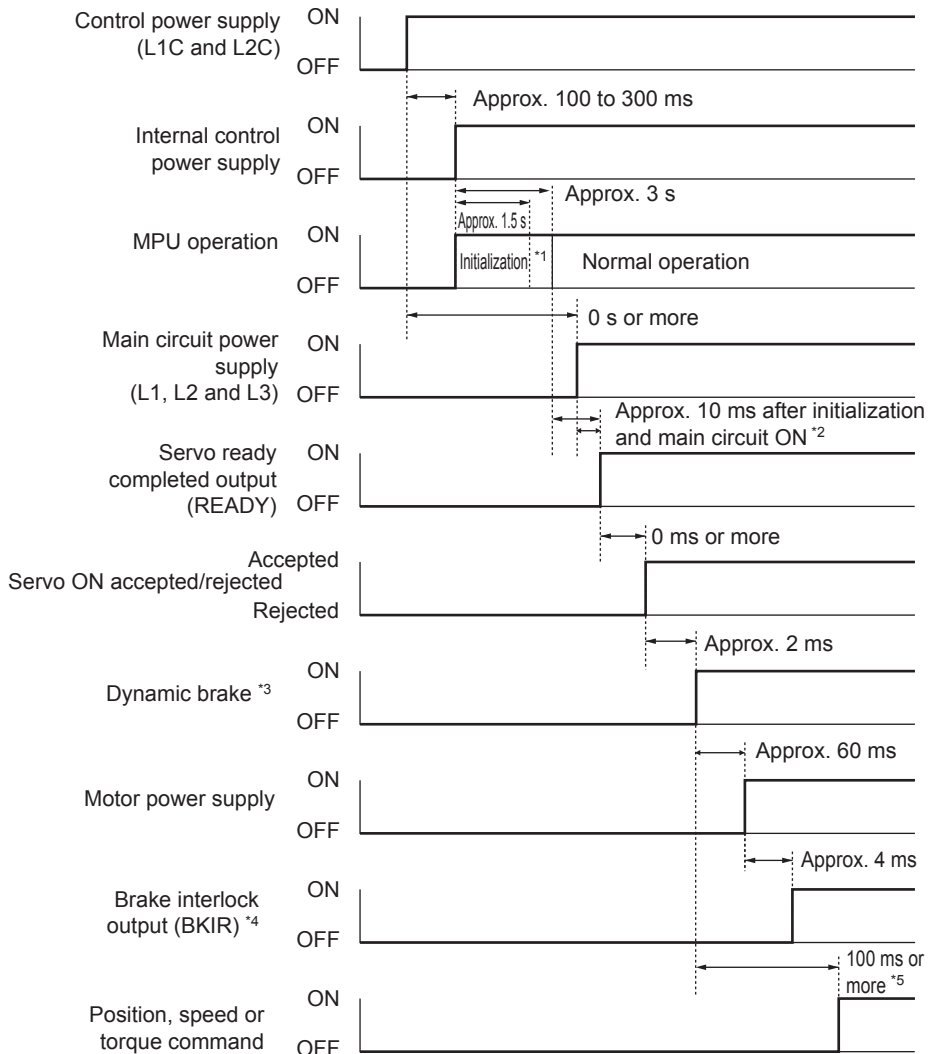 Control power supply
(L1C and L2C)
ON
OFF
Approx. 100 to 300 ms
Internal control
power supply
ON
OFF
Approx. 3 s
Approx. 1.5 s
MPU operation
ON
OFF
Initialization
*1
Normal operation
0 s or more
Main circuit power
supply
(L1, L2 and L3)
ON
OFF
Approx. 10 ms after initialization
and main circuit ON *2
Servo ready
completed output
(READY)
ON
OFF
0 ms or more
Servo ON accepted/rejected
Accepted
Rejected
Approx. 2 ms
Dynamic brake *3
ON
OFF
Approx. 60 ms
Motor power supply
ON
OFF
Approx. 4 ms
Brake interlock
output (BKIR) *4
ON
OFF
100 ms or
more *5
Position, speed or
torque command
ON
OFF